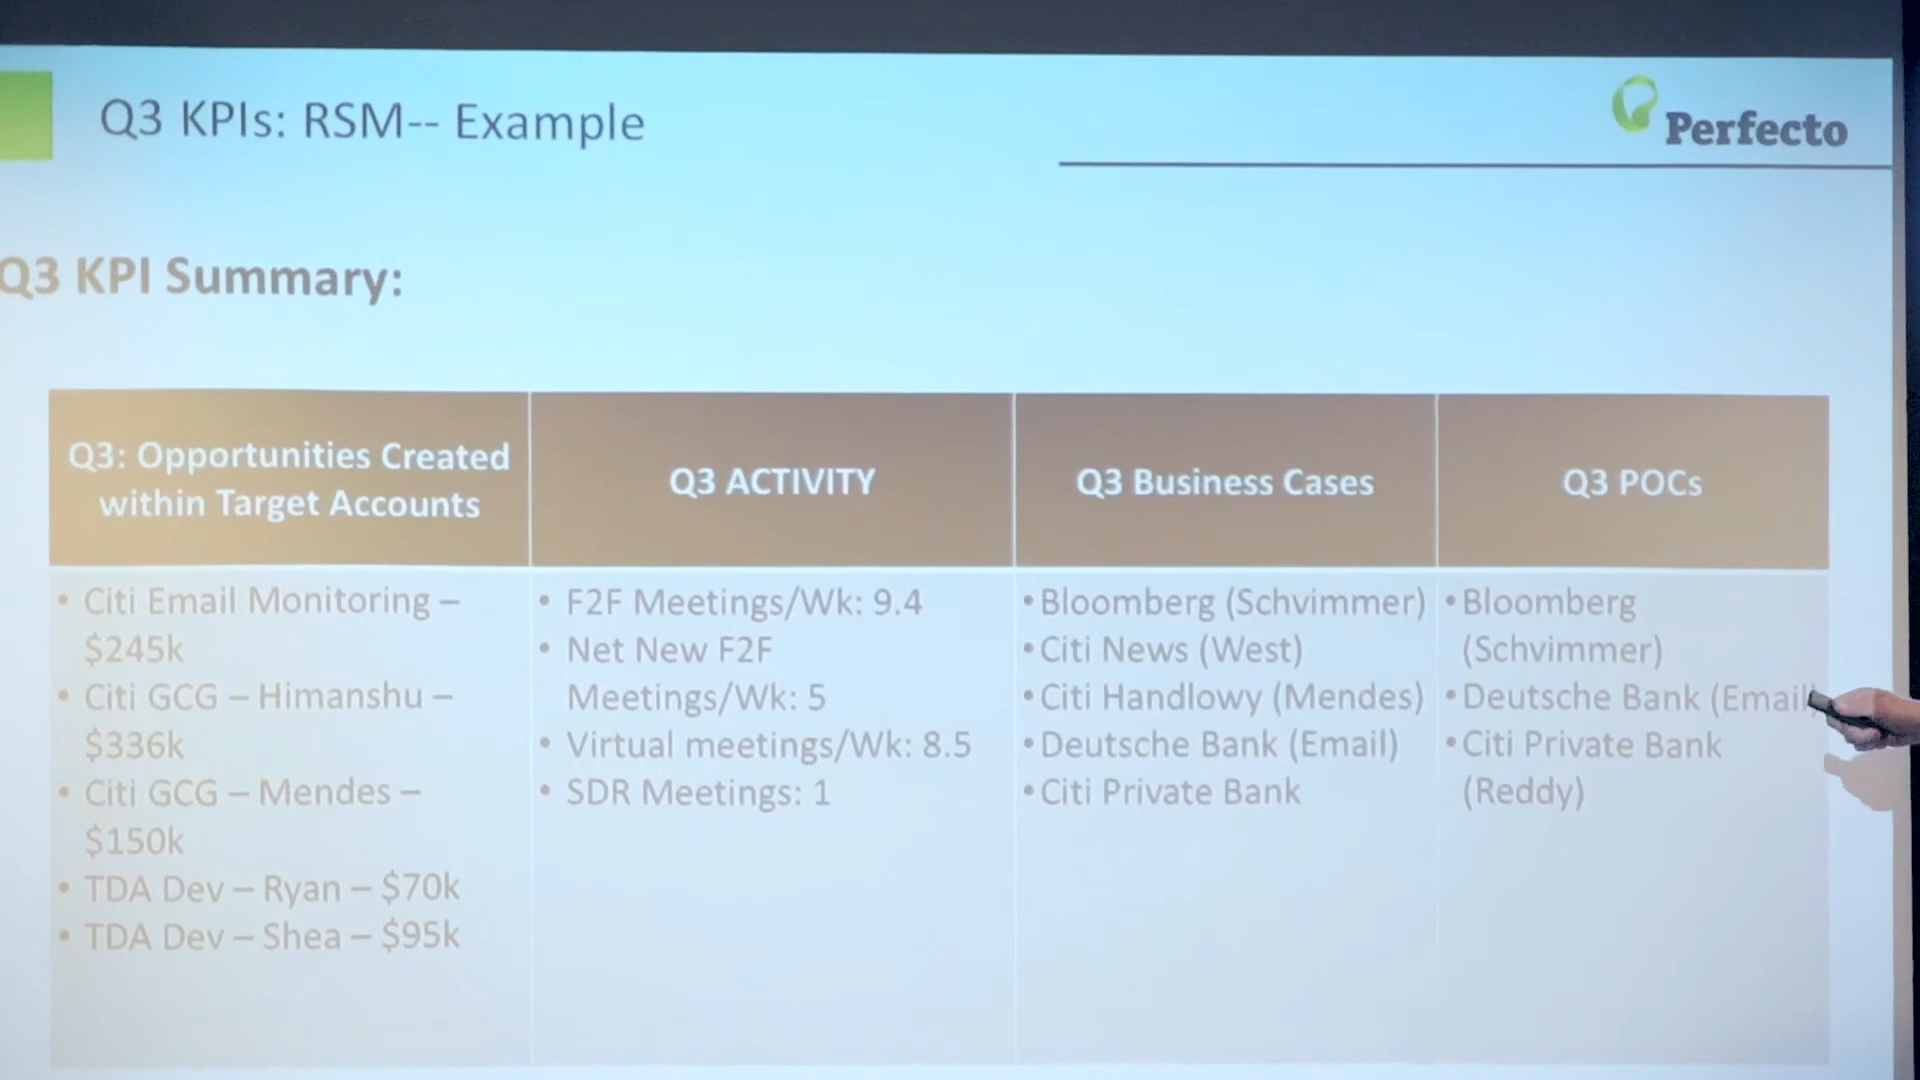 Q3 KPIs: RSM-- Example
Perfecto
Q3 KPI Summary:
Q3: Opportunities Created
within Target Accounts
• Citi Email Monitoring –
$245k
• Citi GCG – Himanshu –
$336k
• Citi GCG – Mendes –
$150k
• TDA Dev – Ryan – $70k
• TDA Dev – Shea – $95k
Q3 ACTIVITY
• F2F Meetings/Wk: 9.4
• Net New F2F
Meetings/Wk: 5
• Virtual meetings/Wk: 8.5
• SDR Meetings: 1
Q3 Business Cases
• Bloomberg (Schvimmer)
• Citi News (West)
• Citi Handlowy (Mendes)
• Deutsche Bank (Email)
• Citi Private Bank
Q3 POCs
• Bloomberg
(Schvimmer)
• Deutsche Bank (Email)
• Citi Private Bank
(Reddy)